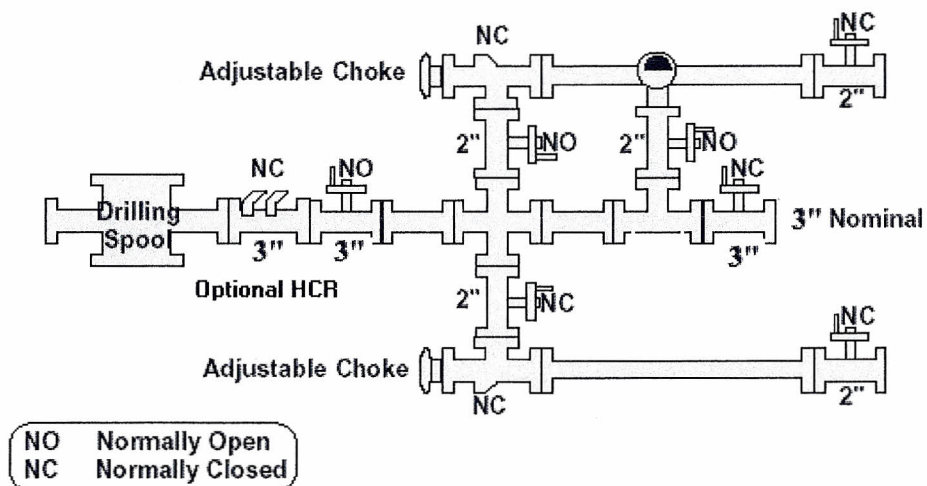 NC
NC
Adjustable Choke
2"
2"
NO
2"
NO
NC
NO
NC
Drilling
Spool
3"
3"
3" Nominal
3"
Optional HCR
2"
NC
NC
Adjustable Choke
NC
2"
NO Normally Open
NC Normally Closed